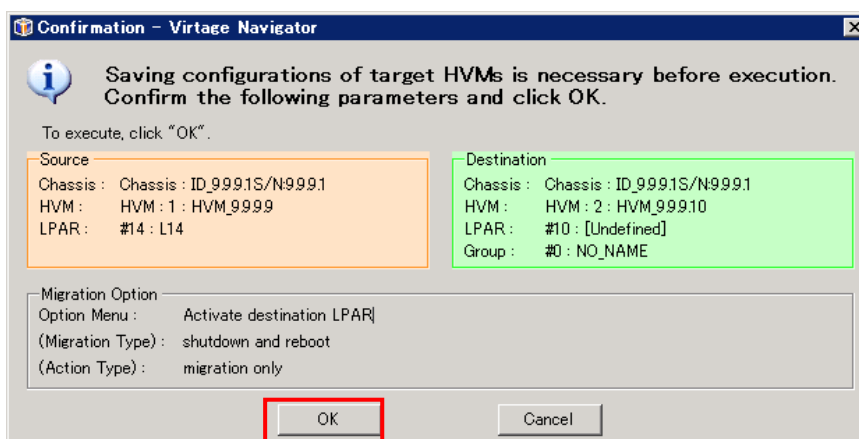 Confirmation - Virtage Navigator
Saving configurations of target HVMs is necessary before execution.
Confirm the following parameters and click OK.
To execute, click "OK".
Source
Chassis : Chassis : ID_9.9.9.1S/N:9.9.9.1
HVM : HVM : 1 : HVM_9.9.9.9
LPAR : #14 : L14
Destination
Chassis : Chassis : ID_9.9.9.1S/N:9.9.9.1
HVM : HVM : 2 : HVM_9.9.9.10
LPAR : #10 : [Undefined]
Group : #0 : NO_NAME
Migration Option
Option Menu : Activate destination LPAR
(Migration Type) : shutdown and reboot
(Action Type) : migration only
OK
Cancel